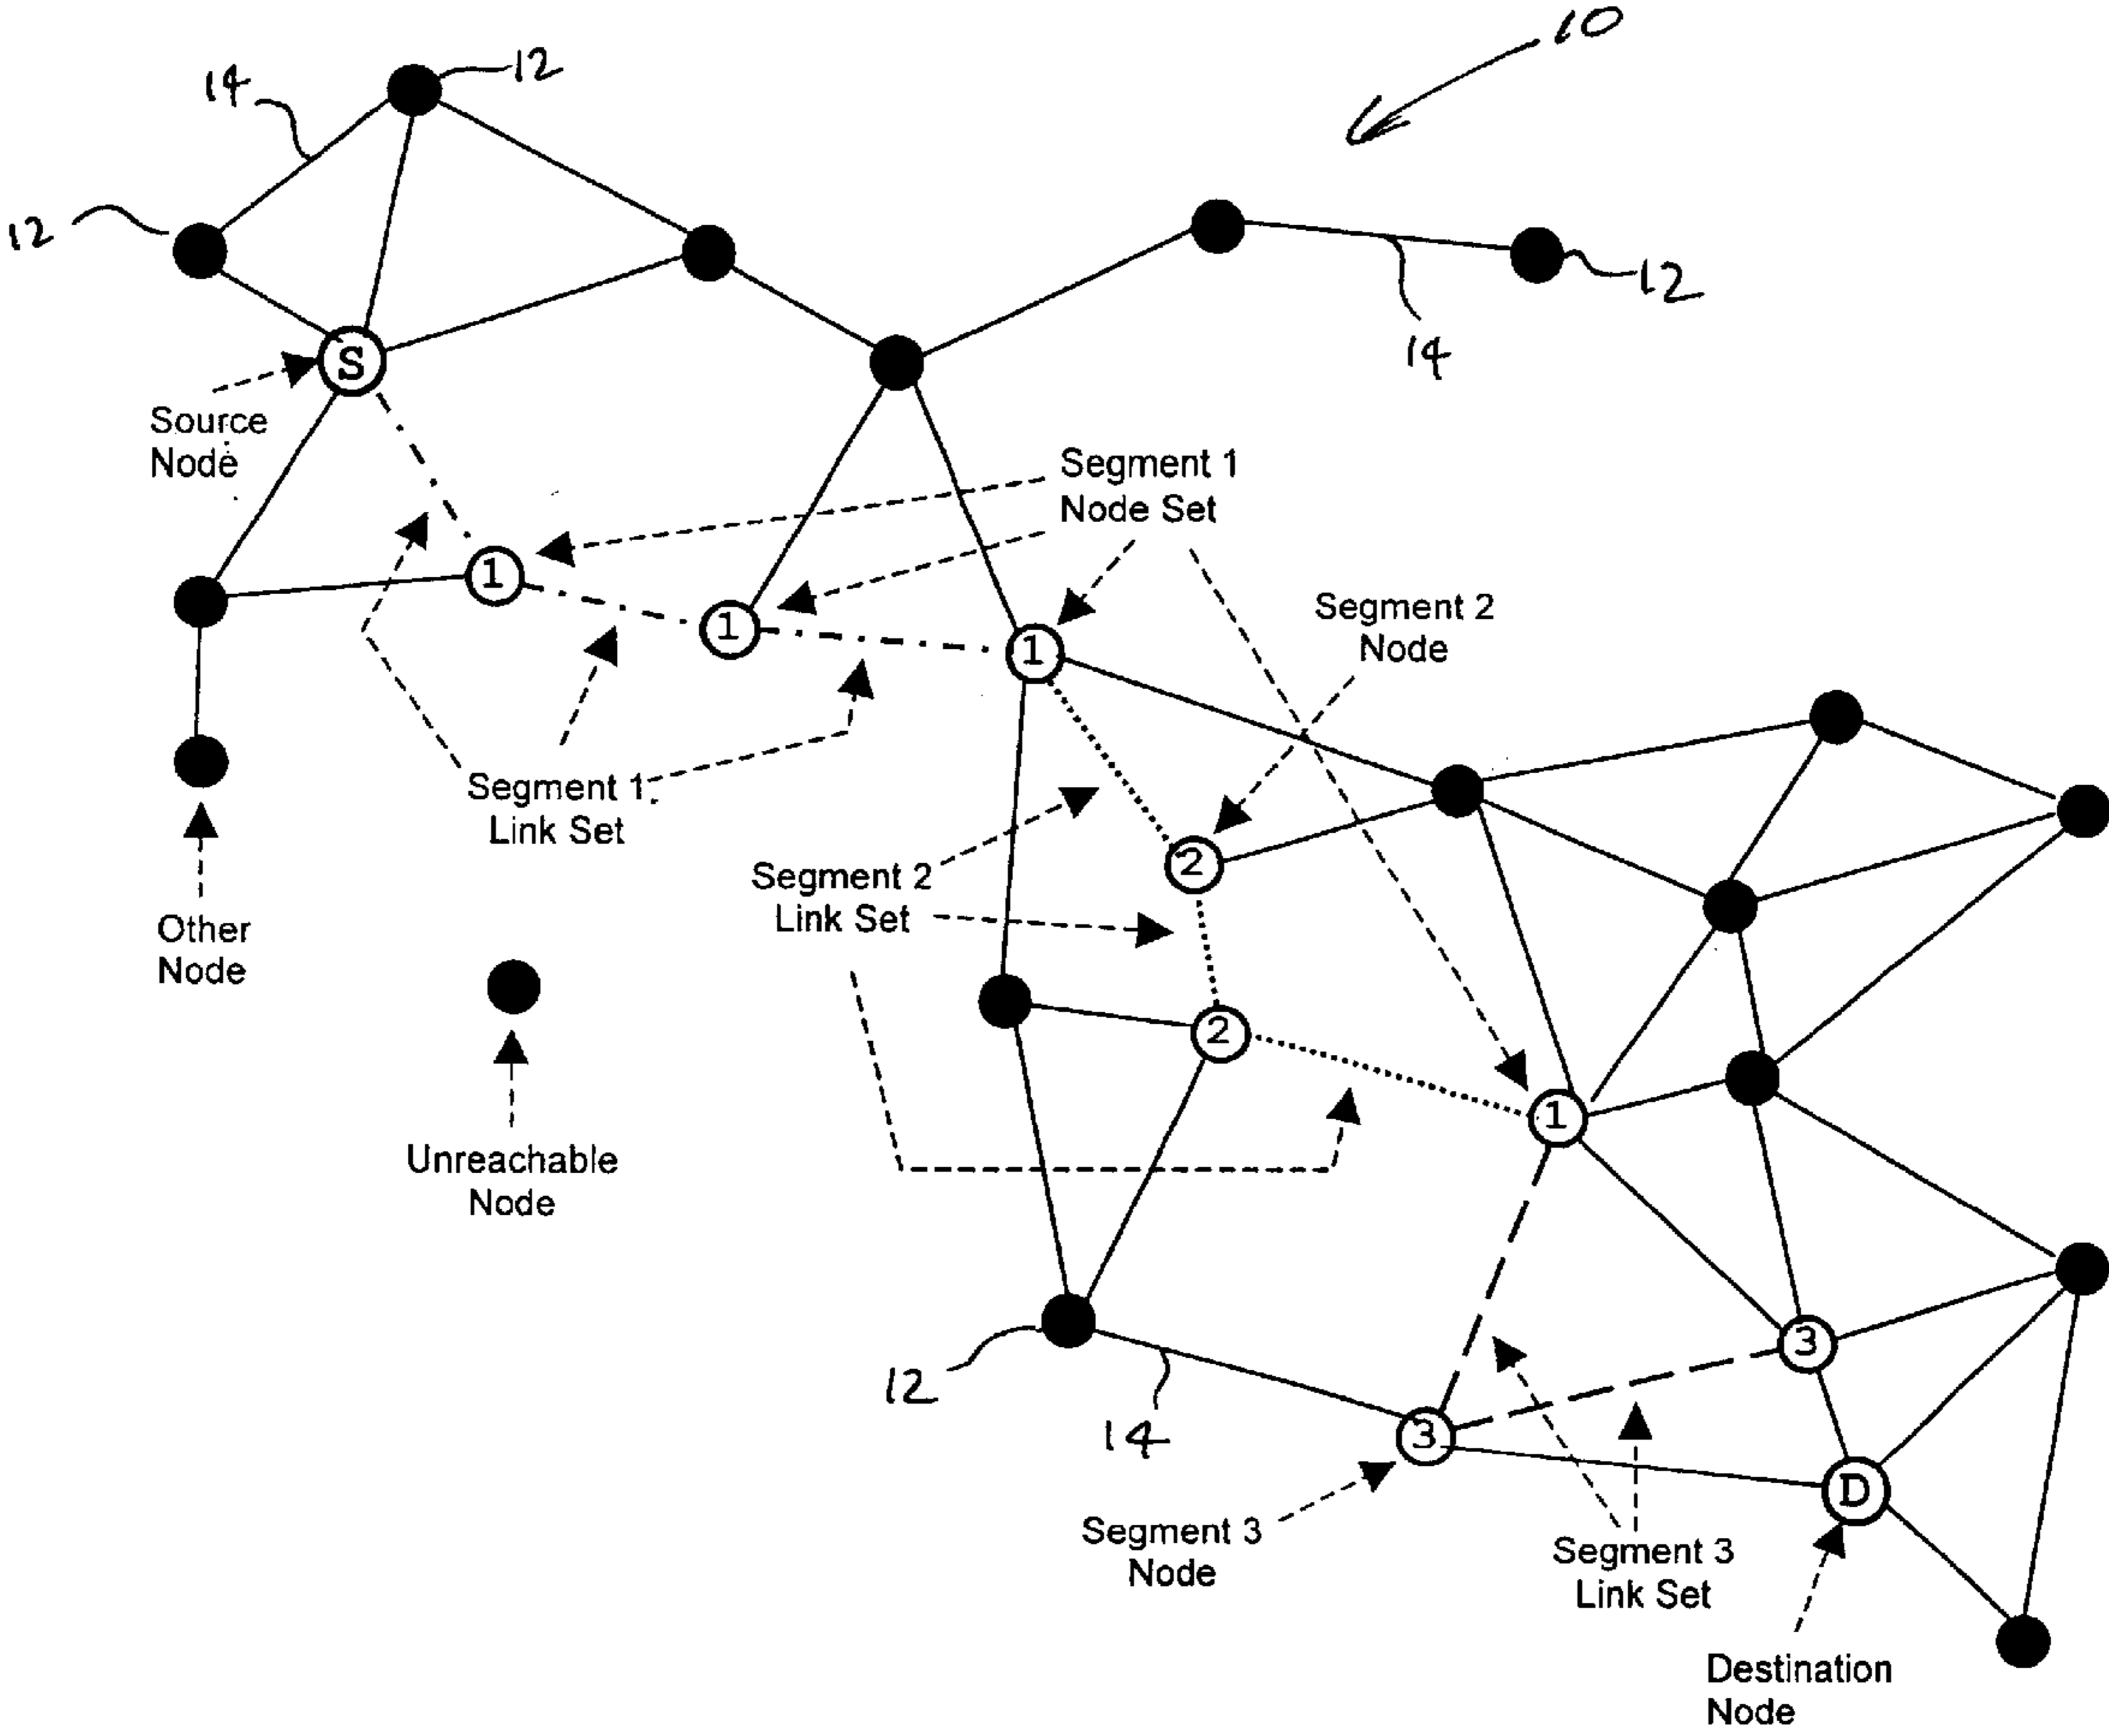 10
12
14
12
12
14
S
Source
Node
Segment 1
Node Set
1
1
1
Segment 2
Node
Segment 1
Link Set
2
Segment 2
Link Set
Other
Node
2
1
Unreachable
Node
3
12
14
3
D
Segment 3
Node
Segment 3
Link Set
Destination
Node